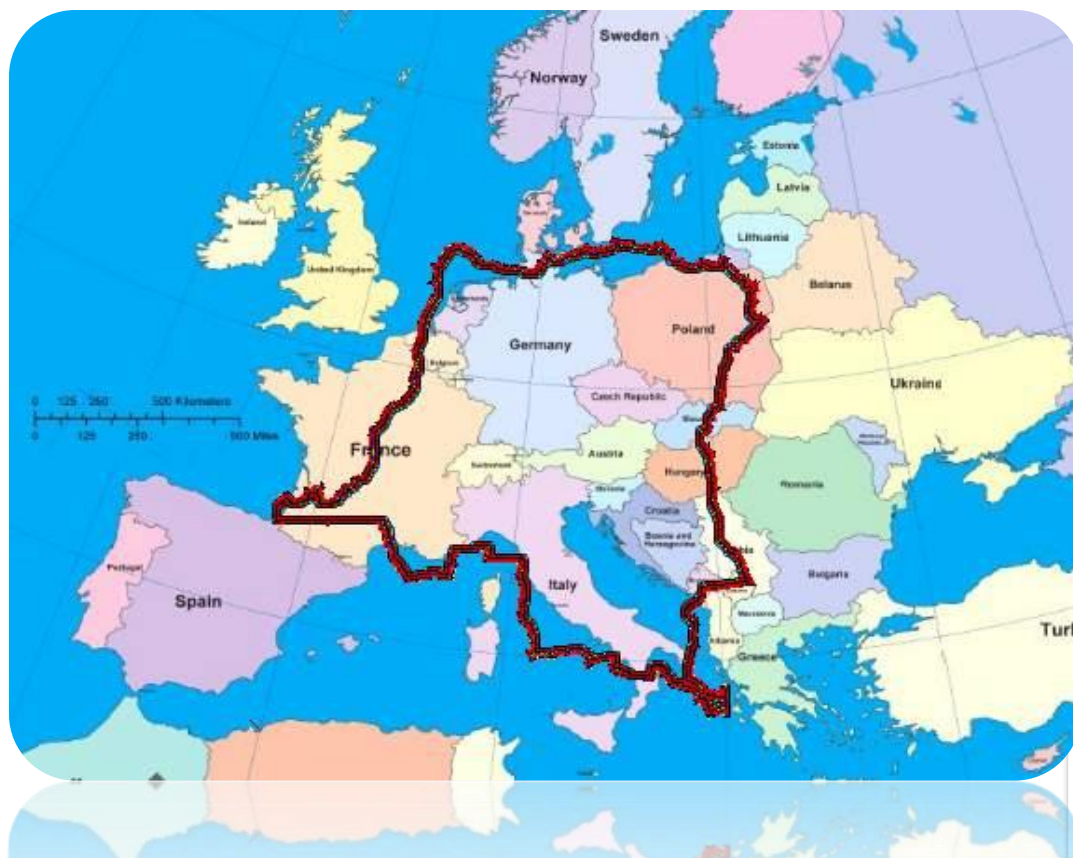 Sweden
Norway
Estonia
Latvia
Ireland
Lithuania
United Kingdom
Belarus
Poland
Germany
Belgium
Ukraine
0 125 250 500 Kilometers
Czech Republic
0 125 250 500 Miles
France
Austria
Switzerland
Hungary
Romania
Slovenia
Croatia
Bosnia and
Herzegovina
Portugal
Italy
Bulgaria
Spain
Macedonia
Turk
Albania
Greece